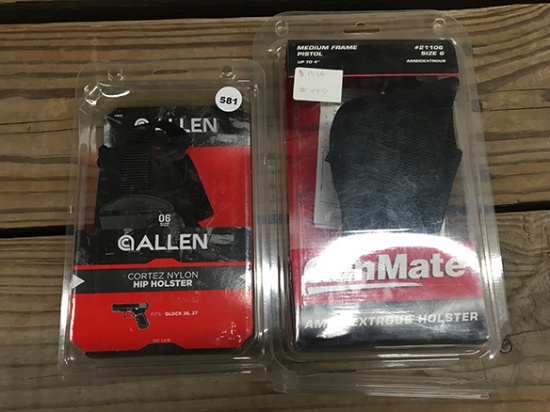 581
ALLEN
06
SIZE
ALLEN
CORTEZ NYLON
HIP HOLSTER
FITS: GLOCK 26, 27
MEDIUM FRAME
PISTOL
UP TO 4"
#21106
SIZE 6
AMBIDEXTROUS
GunMate
AMBIDEXTROUS HOLSTER